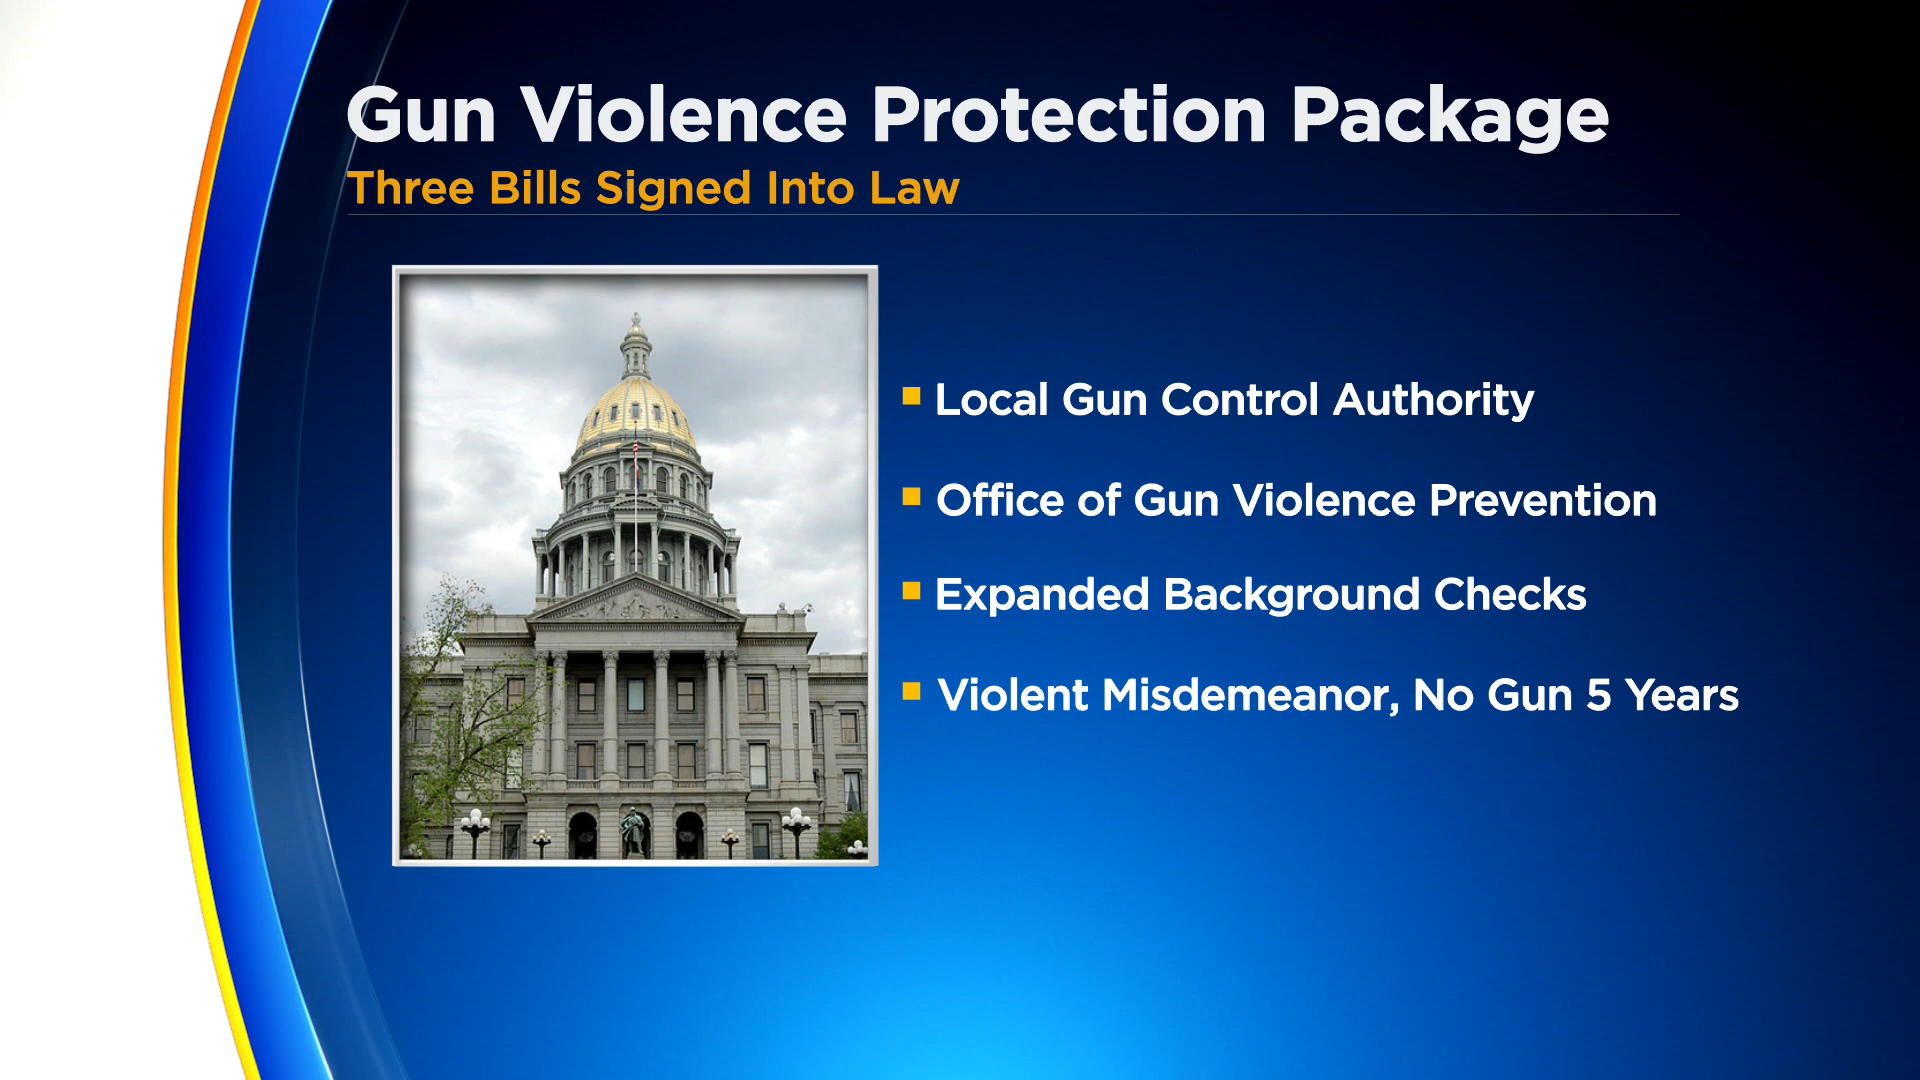 Gun Violence Protection Package
Three Bills Signed Into Law
Local Gun Control Authority
Office of Gun Violence Prevention
Expanded Background Checks
Violent Misdemeanor, No Gun 5 Years